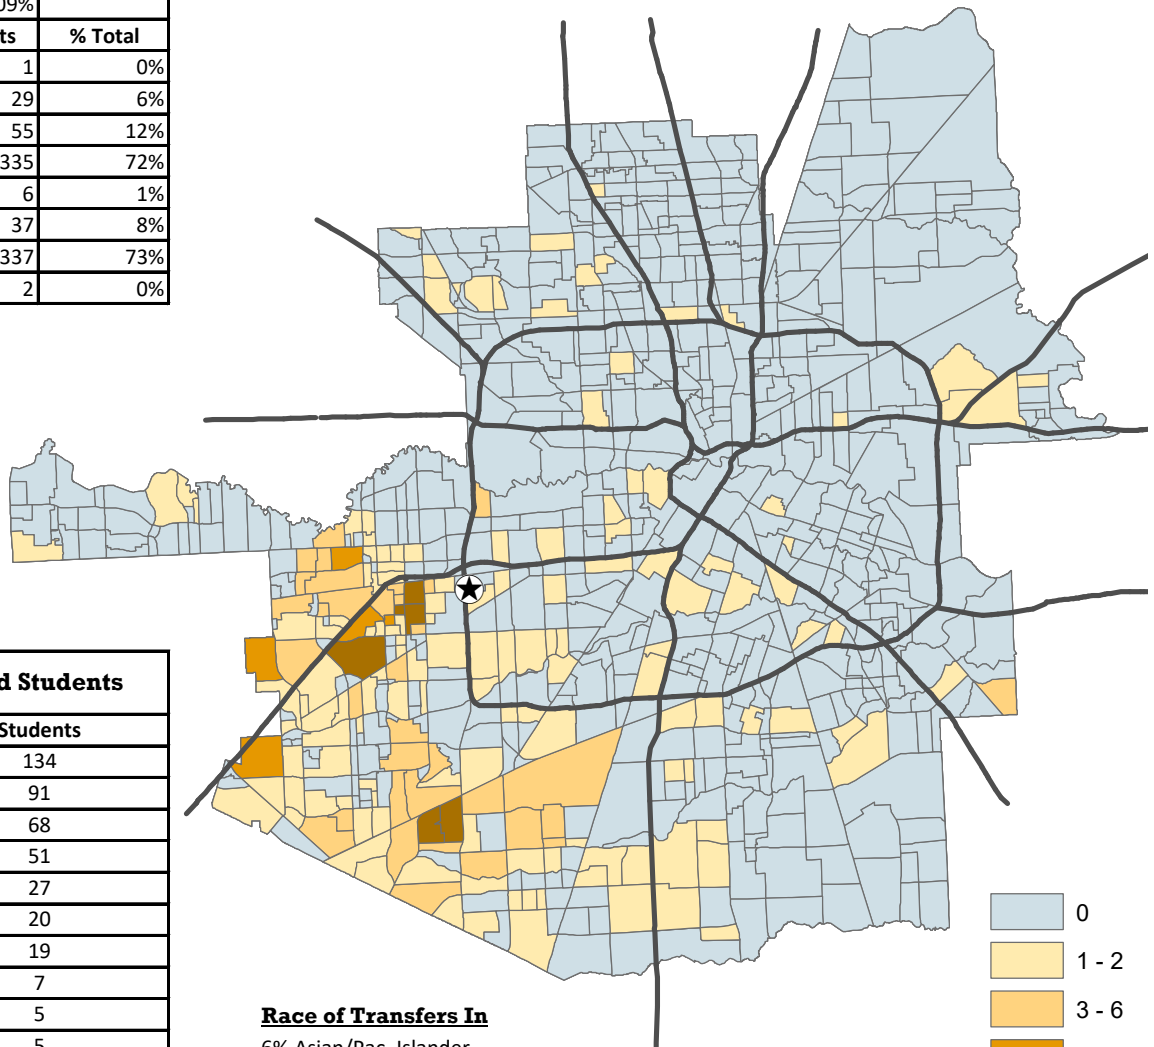 09%
ts % Total
1 0%
29 6%
55 12%
335 72%
6 1%
37 8%
337 73%
2 0%
d Students
Students
134
91
68
51
27
20
19
7
5
5
0
1 - 2
3 - 6
Race of Transfers In
6% Asian/Pac. Islander